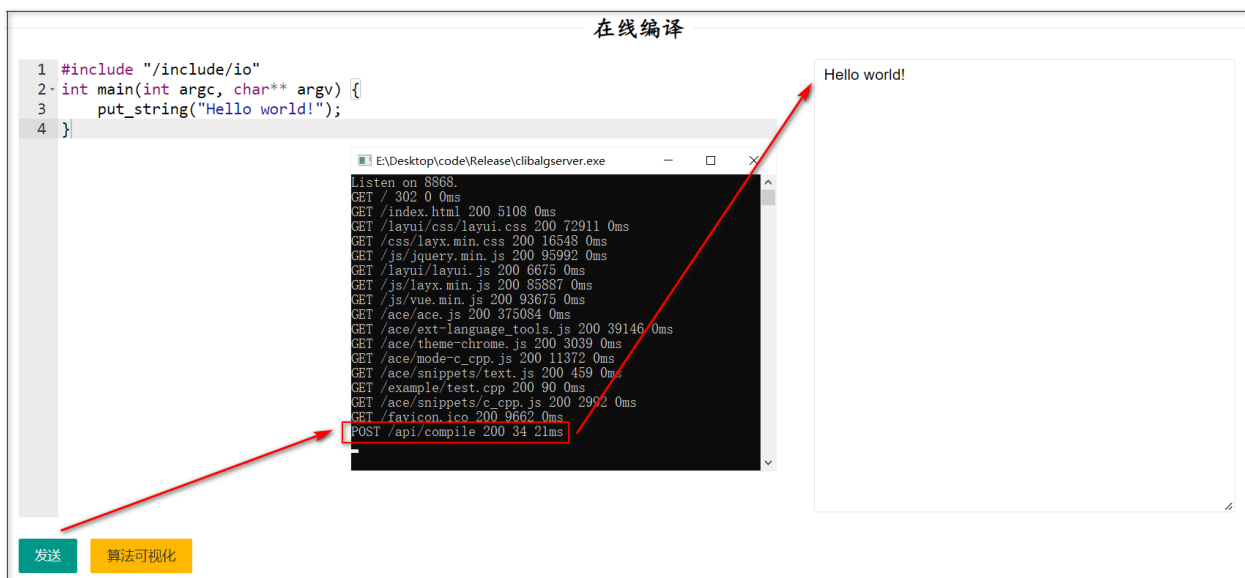 在线编译
1 #include "/include/io"
2 int main(int argc, char** argv) {
3     put_string("Hello world!");
4 }
Hello world!
E:\Desktop\code\Release\clibalgserver.exe
Listen on 8868.
GET / 302 0 0ms
GET /index.html 200 5108 0ms
GET /layui/css/layui.css 200 72911 0ms
GET /css/layx.min.css 200 16548 0ms
GET /js/jquery.min.js 200 95992 0ms
GET /layui/layui.js 200 6675 0ms
GET /js/layx.min.js 200 85887 0ms
GET /js/vue.min.js 200 93675 0ms
GET /ace/ace.js 200 375084 0ms
GET /ace/ext-language_tools.js 200 39146 0ms
GET /ace/theme-chrome.js 200 3039 0ms
GET /ace/mode-c_cpp.js 200 11372 0ms
GET /ace/snippets/text.js 200 459 0ms
GET /example/test.cpp 200 90 0ms
GET /ace/snippets/c_cpp.js 200 2992 0ms
GET /favicon.ico 200 9662 0ms
POST /api/compile 200 34 21ms
发送
算法可视化